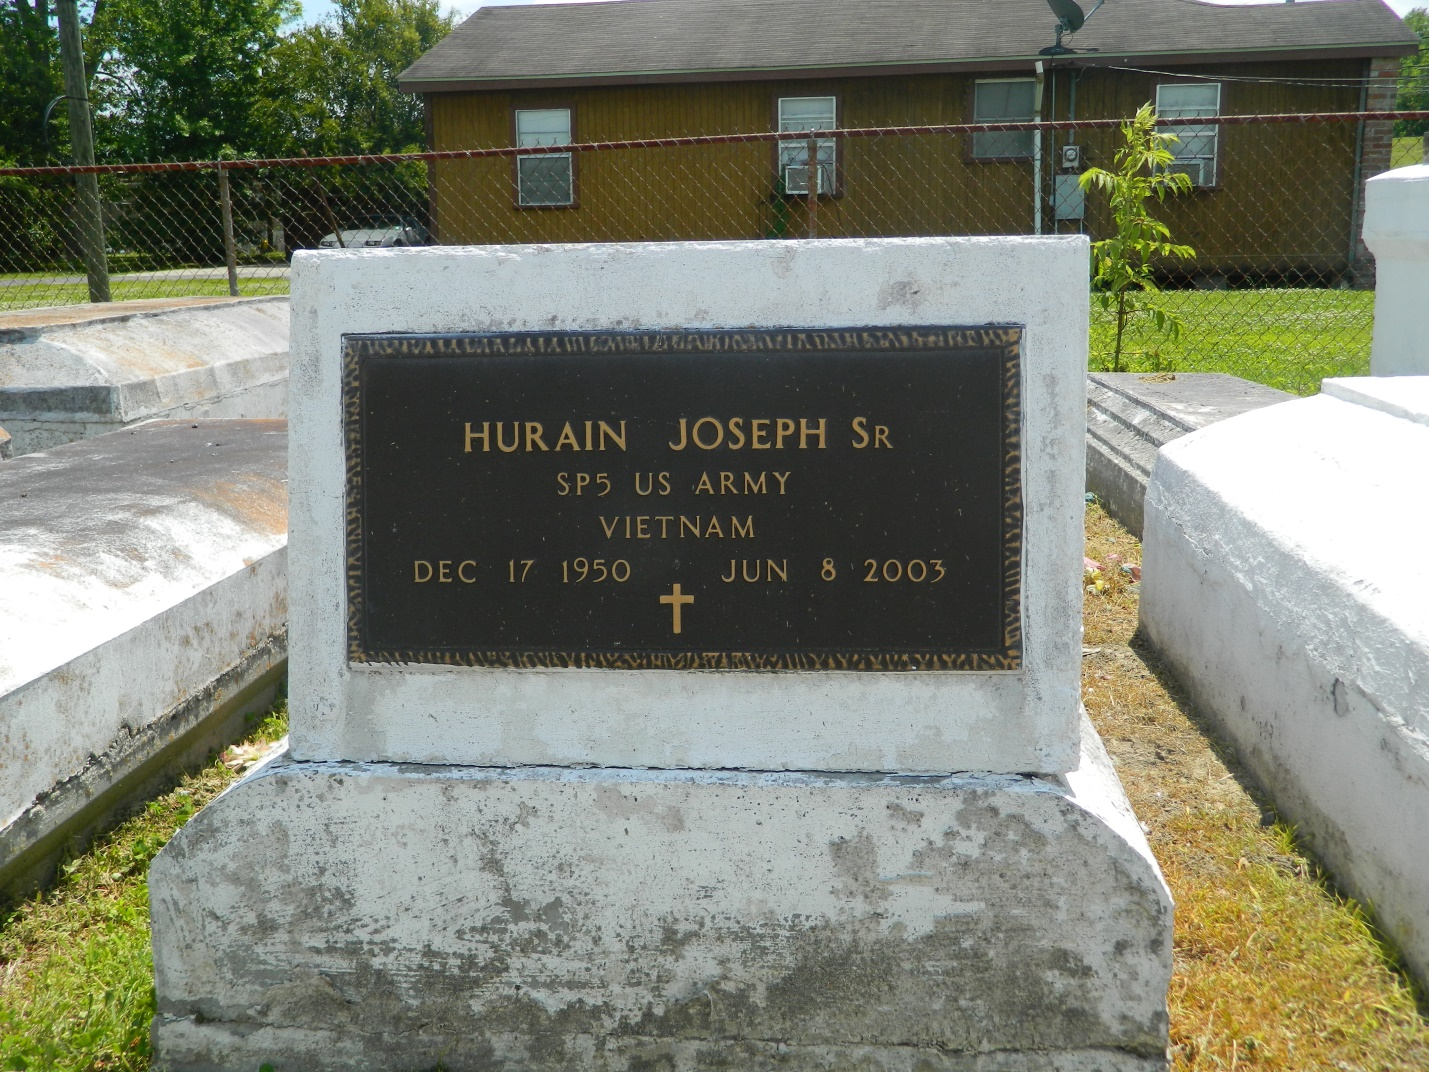 HURAIN JOSEPH SR
SP5 US ARMY
VIETNAM
DEC 17 1950 JUN 8 2003